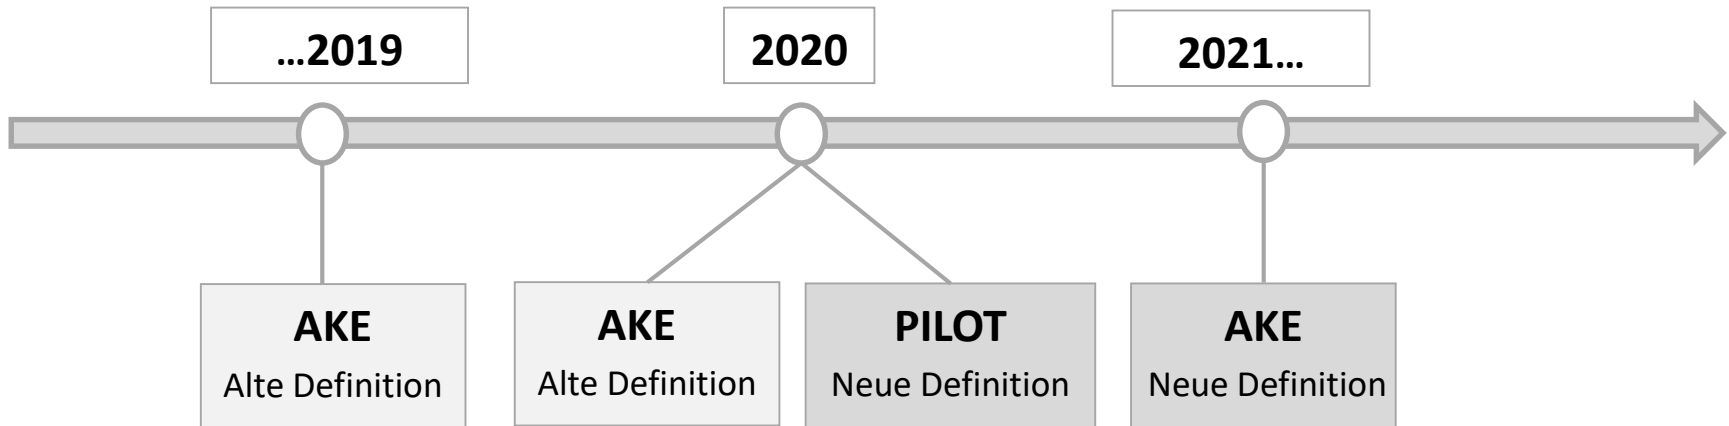 ...2019
2020
2021...
AKE
Alte Definition
AKE
Alte Definition
PILOT
Neue Definition
AKE
Neue Definition